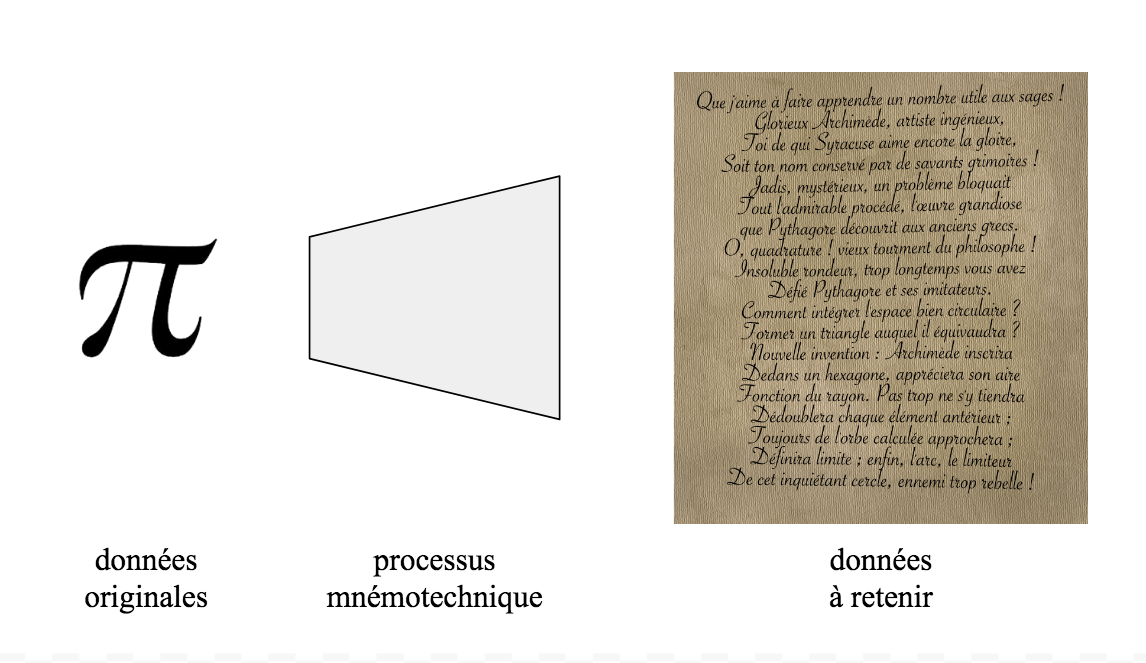 π
Que j'aime à faire apprendre un nombre utile aux sages !
Glorieux Archimède, artiste ingénieux,
Toi de qui Syracuse aime encore la gloire,
Soit ton nom conservé par de savants grimoires !
Jadis, mystérieux, un problème bloquait
Tout l'admirable procédé, l'œuvre grandiose
que Pythagore découvrit aux anciens grecs.
O, quadrature ! vieux tourment du philosophe !
Insoluble rondeur, trop longtemps vous avez
Défié Pythagore et ses imitateurs.
Comment intégrer l'espace bien circulaire ?
Former un triangle auquel il équivaudra ?
Nouvelle invention : Archimède inscrira
Dedans un hexagone, appréciera son aire
Fonction du rayon. Pas trop ne s'y tiendra
Dédoublera chaque élément antérieur ;
Toujours de l'orbe calculée approchera ;
Définira limite ; enfin, l'arc, le limiteur
De cet inquiétant cercle, ennemi trop rebelle !
données
originales
processus
mnémotechnique
données
à retenir